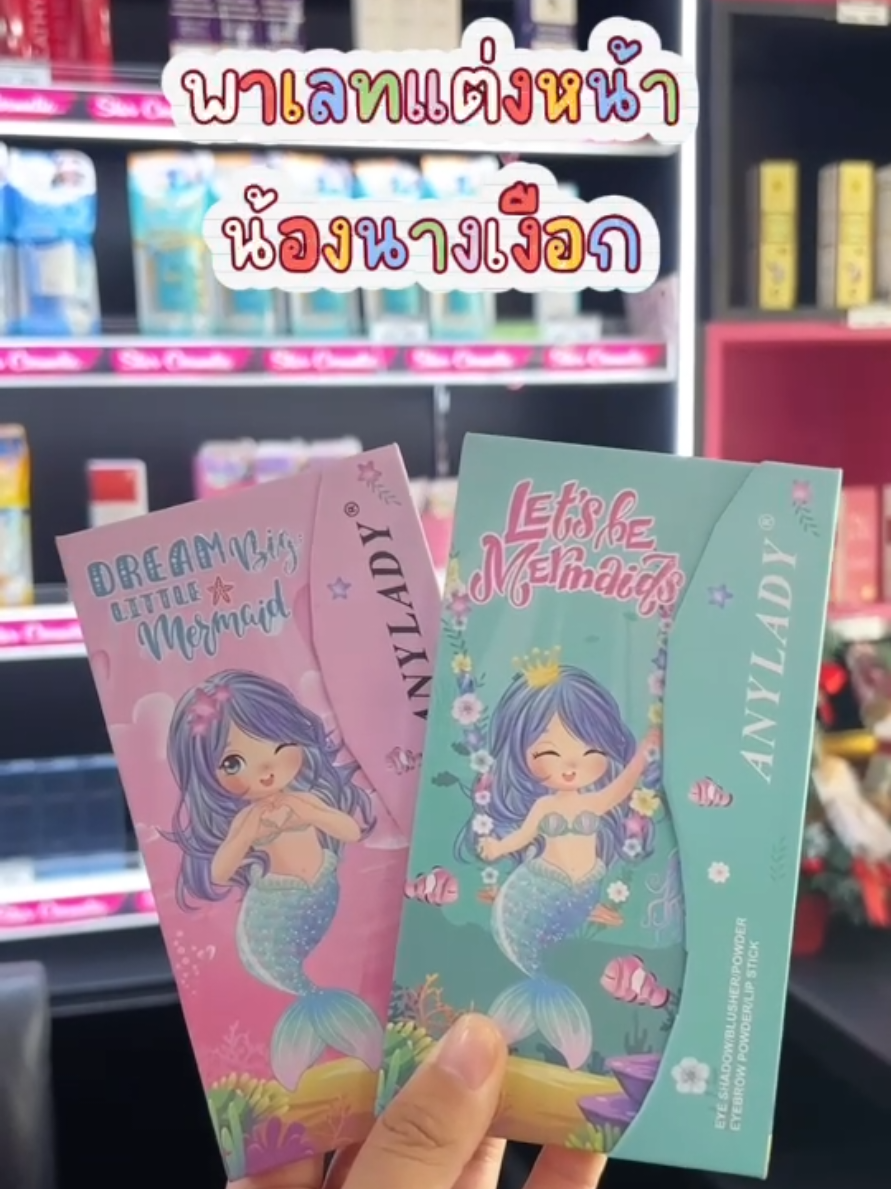 พาเลทแต่งหน้า
น้องนางเงือก
DREAM Big
LITTLE
Mermaid
ANYLADY®
LET'S BE
Mermaids
ANYLADY®
EYE SHADOW/BLUSHER/POWDER
EYEBROW POWDER/LIP STICK